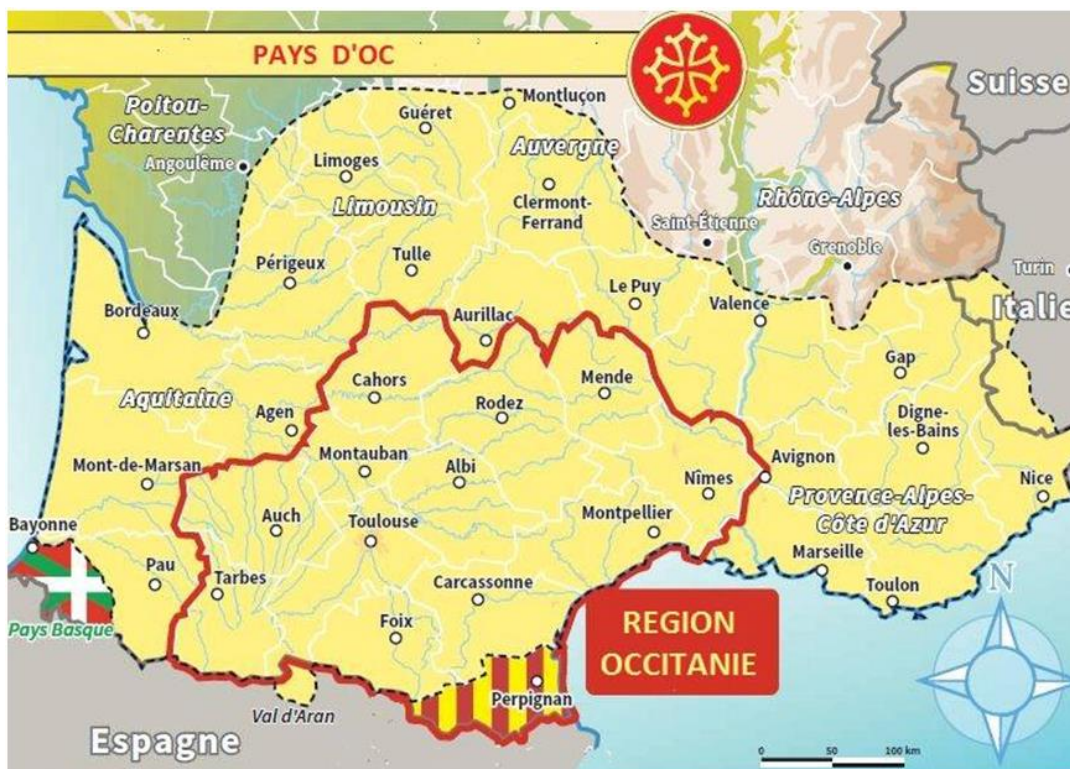 PAYS D'OC
Suisse
Poitou-
Charentes
Montluçon
Guéret
Auvergne
Angoulême
Limoges
Clermont-
Ferrand
Rhône-Alpes
Limousin
Saint-Étienne
Grenoble
Tulle
Périgueux
Turin
Le Puy
Valence
Italie
Bordeaux
Aurillac
Gap
Cahors
Mende
Aquitaine
Rodez
Agen
Digne-
les-Bains
Montauban
Mont-de-Marsan
Albi
Avignon
Nîmes
Nice
Provence-Alpes-
Côte d'Azur
Auch
Toulouse
Montpellier
Bayonne
Marseille
Pau
Tarbes
Carcassonne
Toulon
N
Foix
REGION
OCCITANIE
Pays Basque
Perpignan
Val d'Aran
Espagne
0 50 100 km